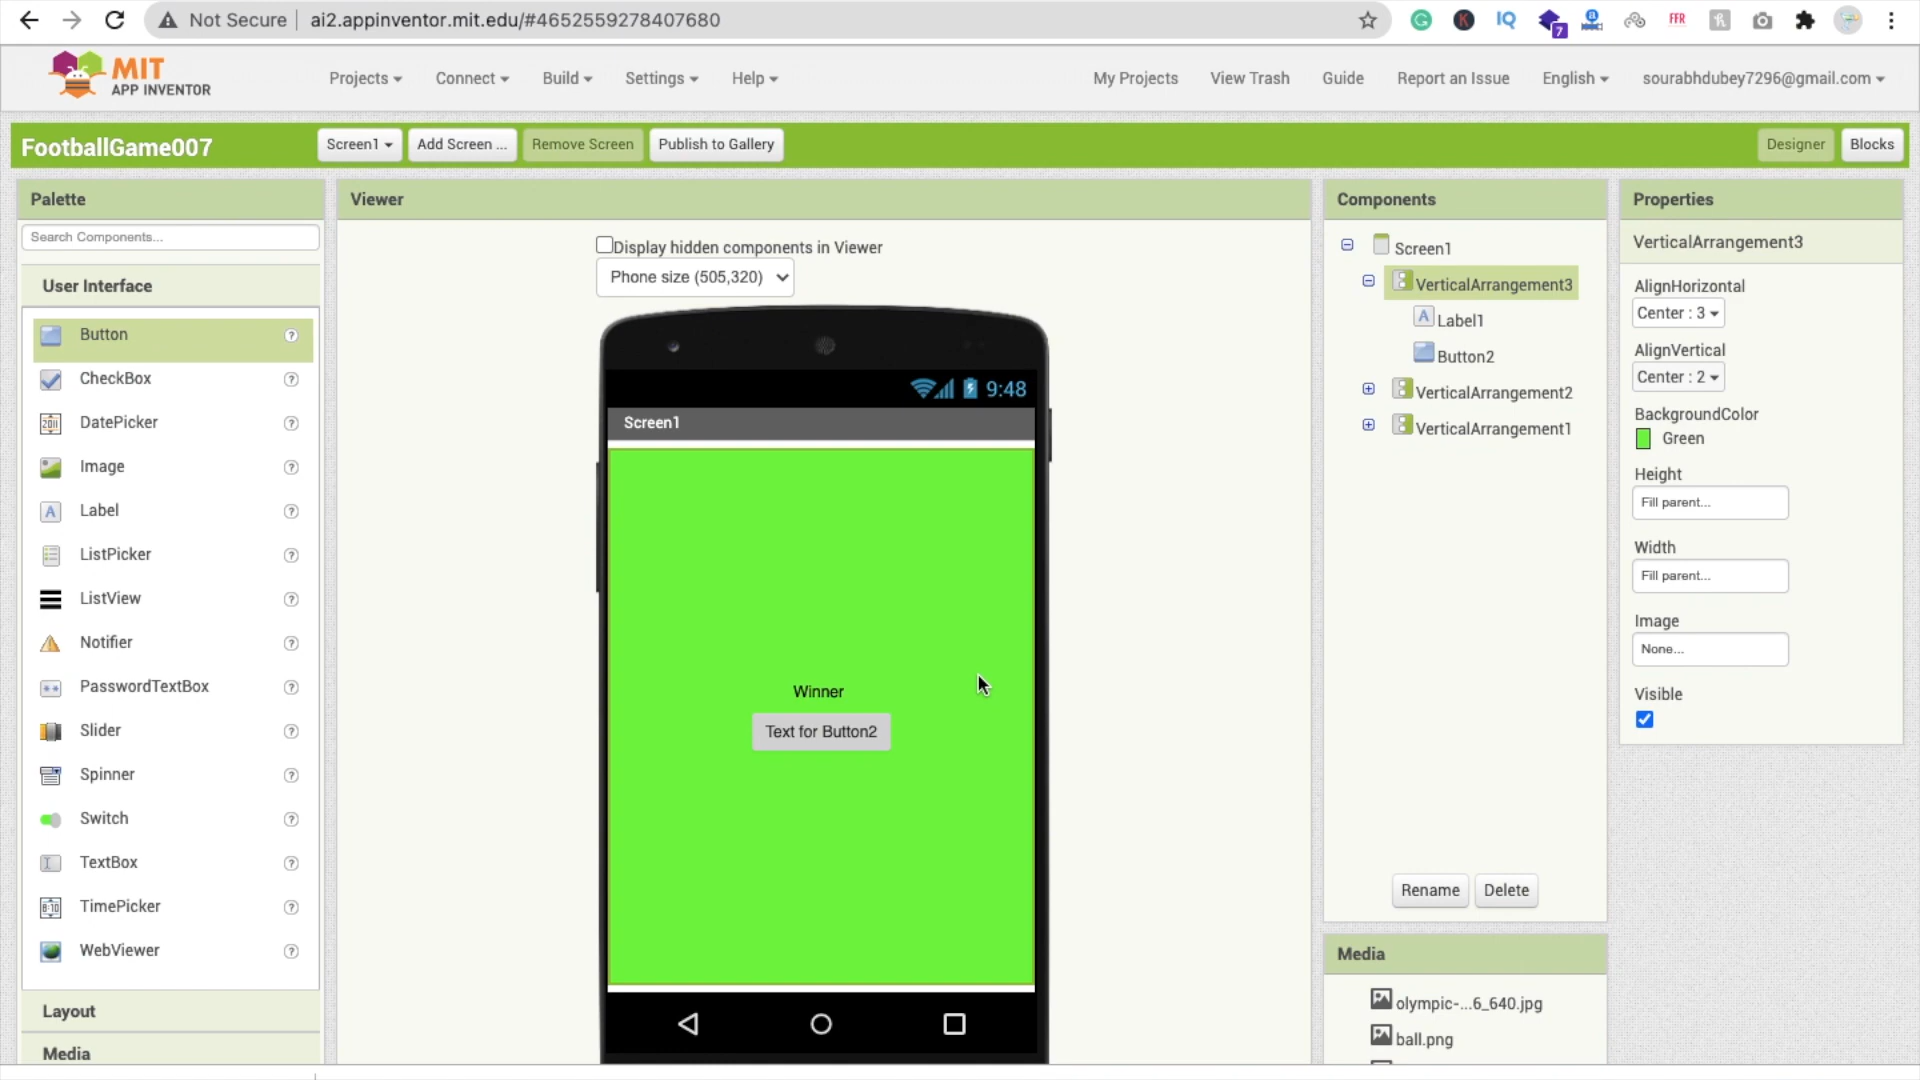 Not Secure
ai2.appinventor.mit.edu/#4652559278407680
IQ
7
a
FFR
MIT
APP INVENTOR
Projects
Connect
Build
Settings
Help
My Projects
View Trash
Guide
Report an Issue
English
sourabhdubey7296@gmail.com
FootballGame007
Screen1
Add Screen ...
Remove Screen
Publish to Gallery
Designer
Blocks
Palette
Search Components...
User Interface
Button
CheckBox
DatePicker
Image
Label
ListPicker
ListView
Notifier
PasswordTextBox
Slider
Spinner
Switch
TextBox
TimePicker
WebViewer
Layout
Media
Viewer
Display hidden components in Viewer
Phone size (505,320)
9:48
Screen1
Winner
Text for Button2
Components
Screen1
VerticalArrangement3
Label1
Button2
VerticalArrangement2
VerticalArrangement1
Rename
Delete
Media
olympic-...6_640.jpg
ball.png
Properties
VerticalArrangement3
AlignHorizontal
Center : 3
AlignVertical
Center : 2
BackgroundColor
Green
Height
Fill parent...
Width
Fill parent...
Image
None...
Visible